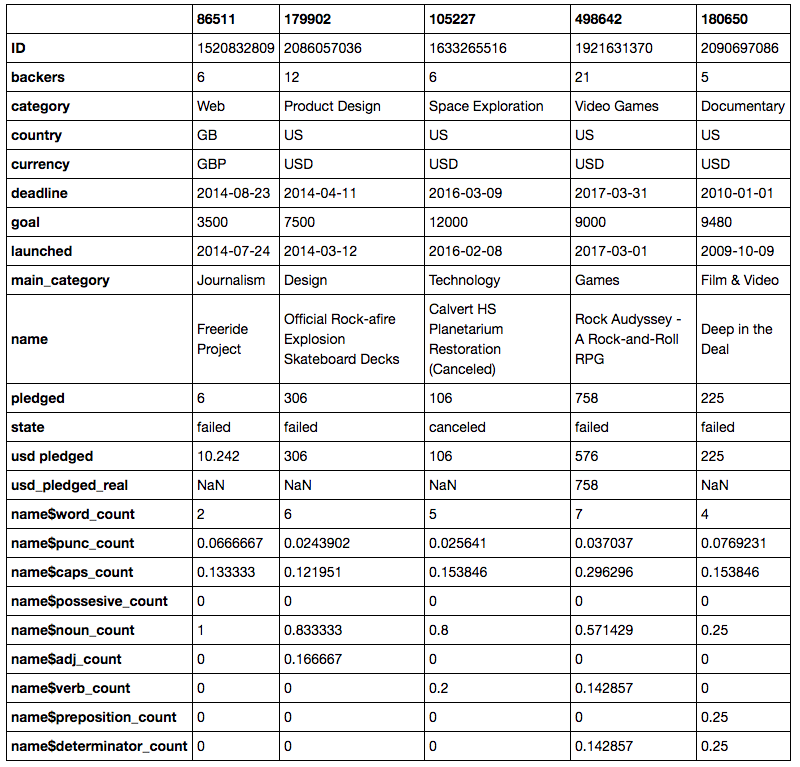 86511 179902 105227 498642 180650
ID 1520832809 2086057036 1633265516 1921631370 2090697086
backers 6 12 6 21 5
category Web Product Design Space Exploration Video Games Documentary
country GB US US US US
currency GBP USD USD USD USD
deadline 2014-08-23 2014-04-11 2016-03-09 2017-03-31 2010-01-01
goal 3500 7500 12000 9000 9480
launched 2014-07-24 2014-03-12 2016-02-08 2017-03-01 2009-10-09
main_category Journalism Design Technology Games Film & Video
name
Freeride
Project
Official Rock-afire
Explosion
Skateboard Decks
Calvert HS
Planetarium
Restoration
(Canceled)
Rock Audyssey -
A Rock-and-Roll
RPG
Deep in the
Deal
pledged 6 306 106 758 225
state failed failed canceled failed failed
usd pledged 10.242 306 106 576 225
usd_pledged_real NaN NaN NaN 758 NaN
name$word_count 2 6 5 7 4
name$punc_count 0.0666667 0.0243902 0.025641 0.037037 0.0769231
name$caps_count 0.133333 0.121951 0.153846 0.296296 0.153846
name$possesive_count 0 0 0 0 0
name$noun_count 1 0.833333 0.8 0.571429 0.25
name$adj_count 0 0.166667 0 0 0
name$verb_count 0 0 0.2 0.142857 0
name$preposition_count 0 0 0 0 0.25
name$determinator_count 0 0 0 0.142857 0.25